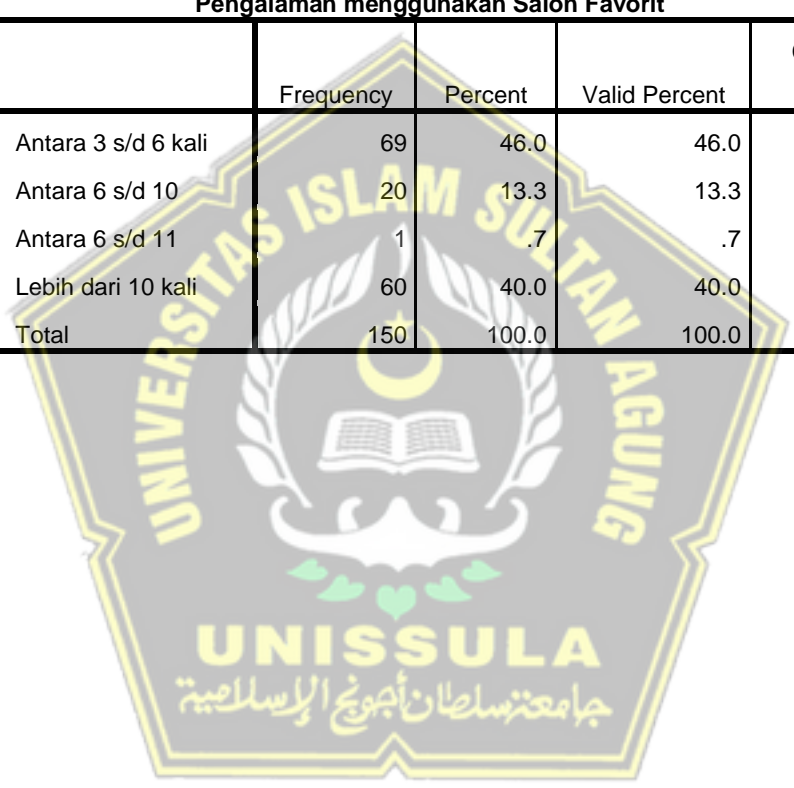 Pengalaman menggunakan Salon Favorit
Frequency Percent Valid Percent
Antara 3 s/d 6 kali 69 46.0 46.0
Antara 6 s/d 10 20 13.3 13.3
Antara 6 s/d 11 1 .7 .7
Lebih dari 10 kali 60 40.0 40.0
Total 150 100.0 100.0
UNIVERSITAS ISLAM SULTAN AGUNG
UNISSULA
جامعة سلطان أجونج الإسلامية